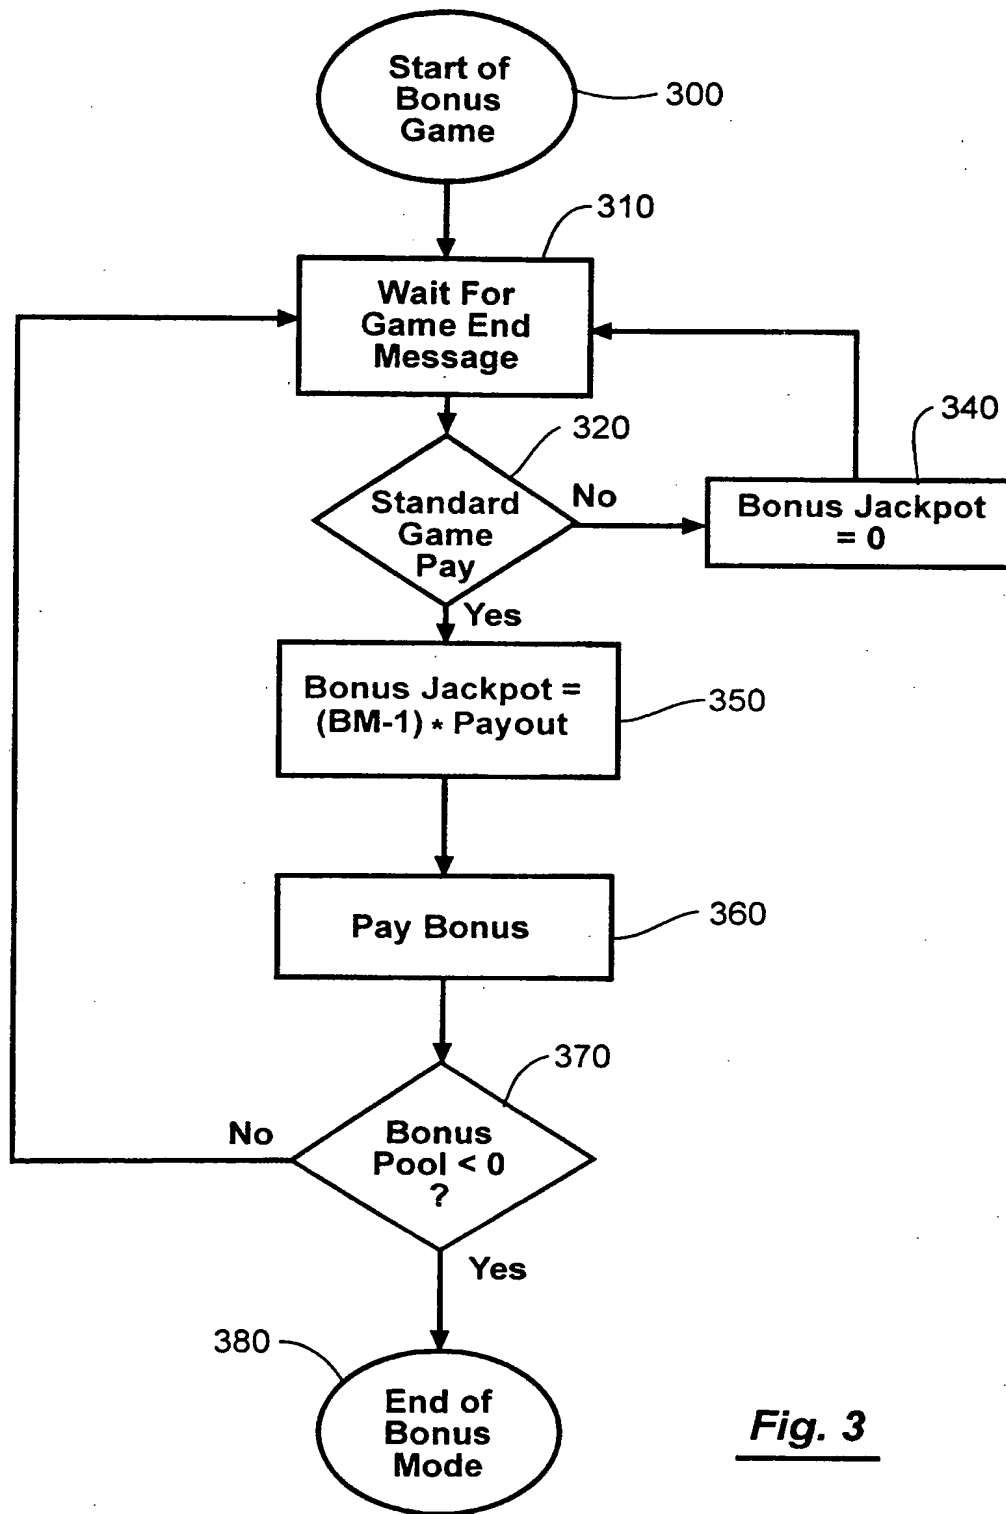 Start of
Bonus
Game
300
310
Wait For
Game End
Message
320
340
Standard
Game
Pay
No
Bonus Jackpot
= 0
Yes
Bonus Jackpot =
(BM-1) * Payout
350
Pay Bonus
360
370
Bonus
Pool < 0
?
No
Yes
380
End of
Bonus
Mode
Fig. 3